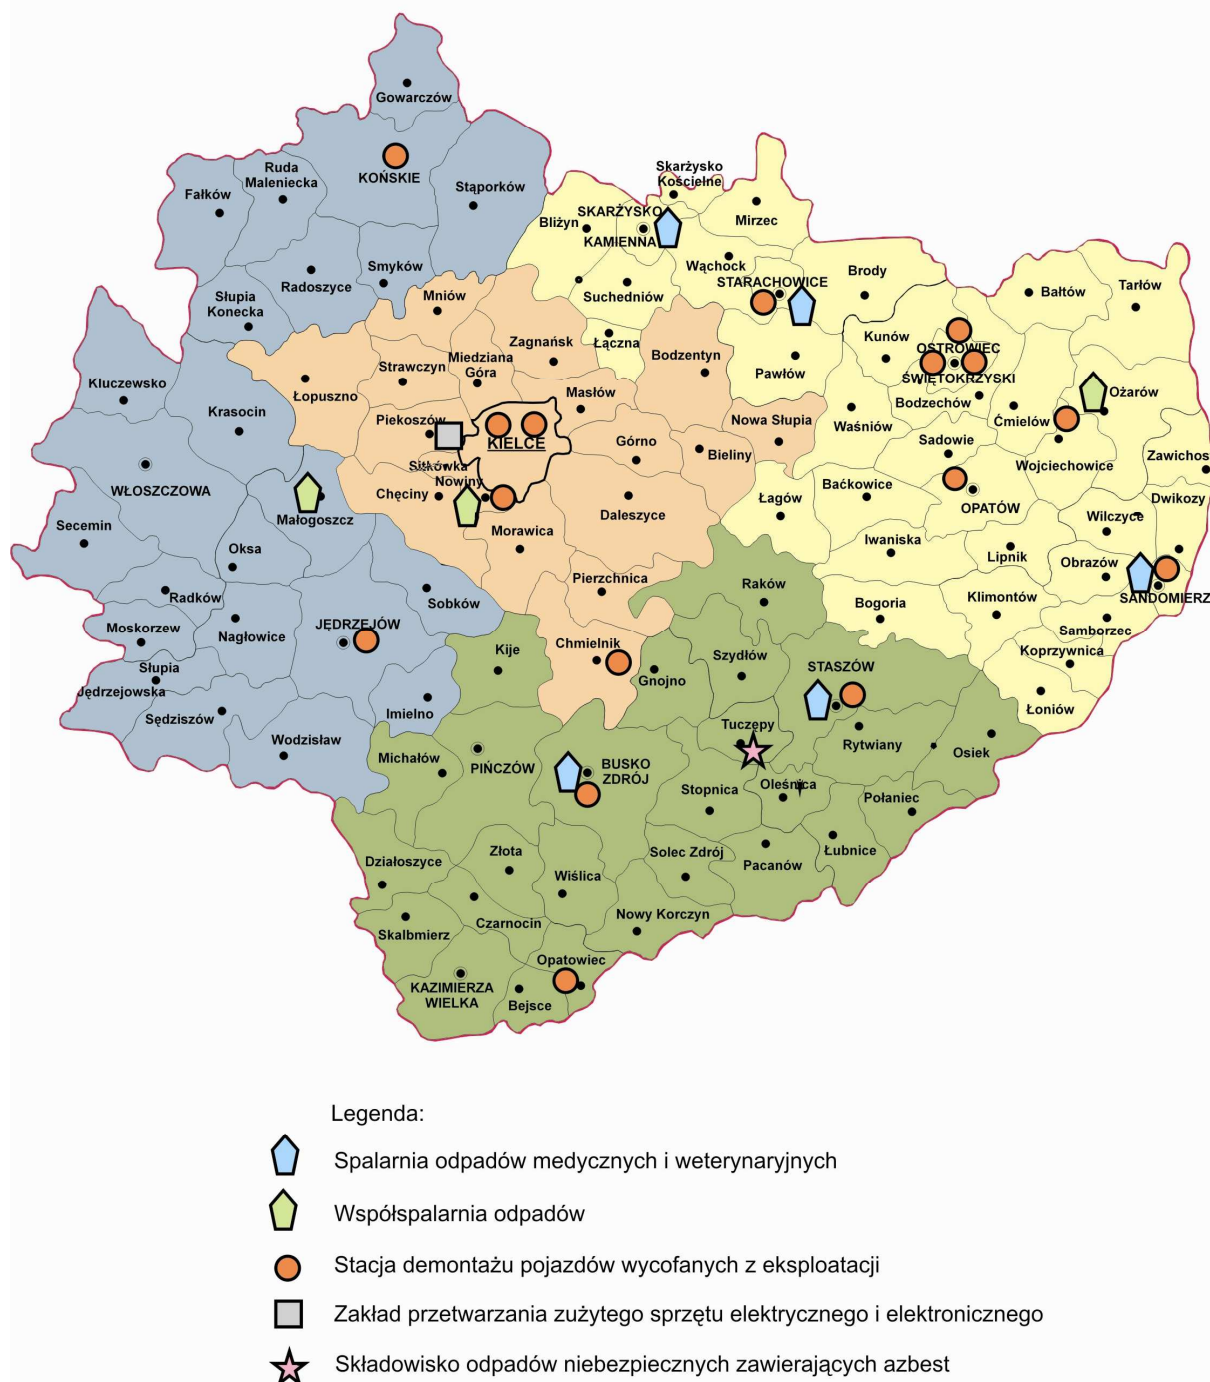 Gowarczów
KOŃSKIE
Ruda
Maleniecka
Fałków
Stąporków
Radoszyce
Smyków
Słupia
Konecka
Skarżysko
Kościelne
SKARŻYSKO
KAMIENNA
Bliżyn
Mirzec
Wąchock
STARACHOWICE
Suchedniów
Łączna
Brody
Bałtów
Tarłów
Mniów
Zagnańsk
Bodzentyn
Miedziana
Góra
Strawczyn
Łopuszno
Masłów
Pawłów
Kunów
OSTROWIEC
ŚWIĘTOKRZYSKI
Bodzechów
Ożarów
Ćmielów
Kluczewsko
Krasocin
Piekoszów
KIELCE
Górno
Nowa Słupia
Bieliny
Waśniów
Sadowie
Wojciechowice
Zawichos
WŁOSZCZOWA
Sitkówka
Nowiny
Chęciny
Małogoszcz
Daleszyce
Łagów
Baćkowice
OPATÓW
Dwikozy
Wilczyce
Secemin
Oksa
Morawica
Iwaniska
Lipnik
Obrazów
Pierzchnica
Raków
SANDOMIERZ
Radków
Sobków
Bogoria
Klimontów
Samborzec
Moskorzew
Nagłowice
JĘDRZEJÓW
Chmielnik
Kije
Szydłów
STASZÓW
Koprzywnica
Słupia
Jędrzejowska
Gnojno
Łoniów
Sędziszów
Imielno
Wodzisław
Tuczępy
Rytwiany
Osiek
Michałów
PIŃCZÓW
BUSKO
ZDRÓJ
Stopnica
Oleśnica
Połaniec
Łubnice
Działoszyce
Złota
Wiślica
Solec Zdrój
Pacanów
Skalbmierz
Czarnocin
Nowy Korczyn
KAZIMIERZA
WIELKA
Opatowiec
Bejsce
Legenda:
Spalarnia odpadów medycznych i weterynaryjnych
Współspalarnia odpadów
Stacja demontażu pojazdów wycofanych z eksploatacji
Zakład przetwarzania zużytego sprzętu elektrycznego i elektronicznego
Składowisko odpadów niebezpiecznych zawierających azbest